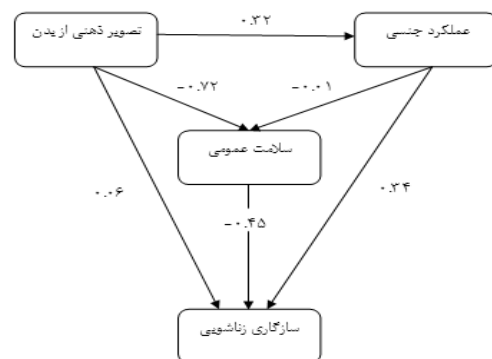 تصویر ذهنی از بدن
۰.۳۲
عملکرد جنسی
-۰.۷۲
-۰.۰۱
سلامت عمومی
۰.۰۶
-۰.۴۵
۰.۳۴
سازگاری زناشویی